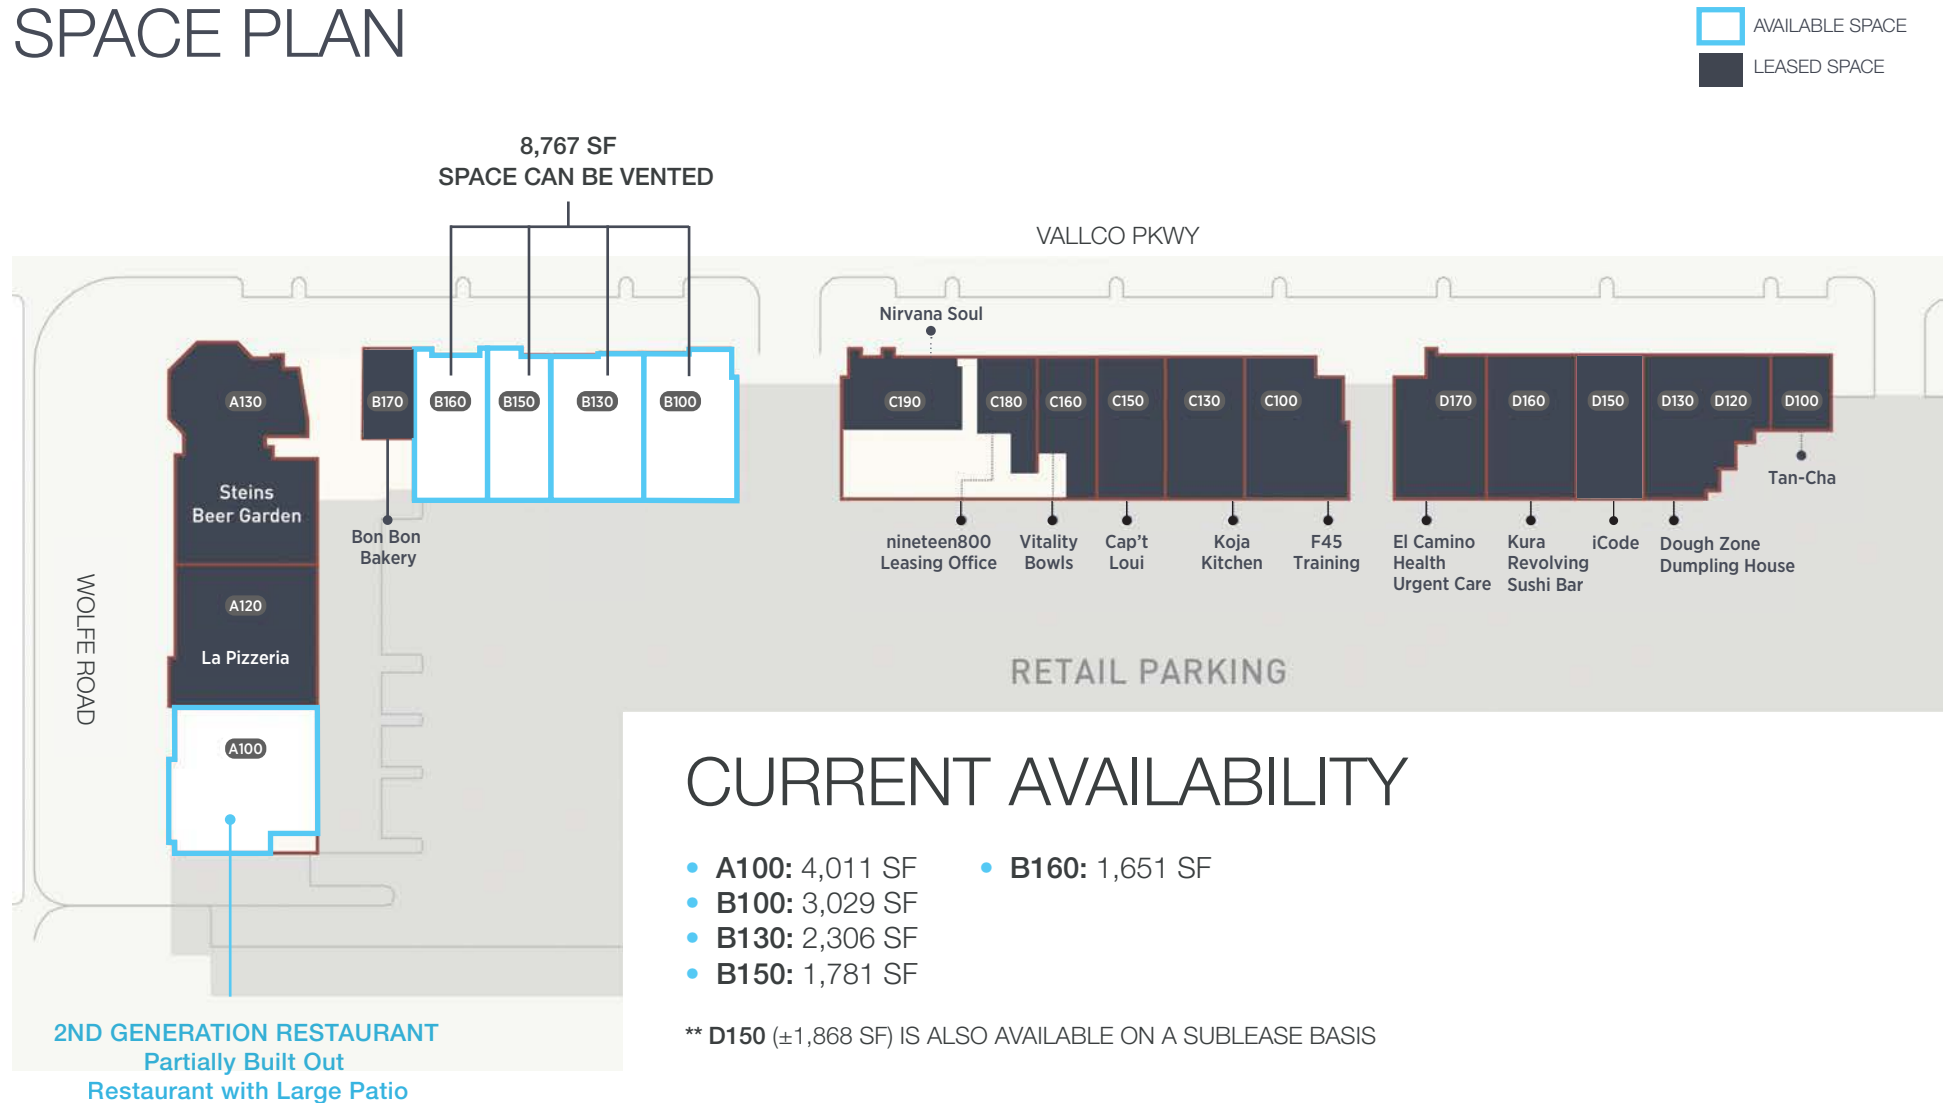 SPACE PLAN
AVAILABLE SPACE
LEASED SPACE
8,767 SF
SPACE CAN BE VENTED
VALLCO PKWY
Nirvana Soul
A130
B170
B160
B150
B130
B100
C190
C180
C160
C150
C130
C100
D170
D160
D150
D130
D120
D100
Tan-Cha
Steins
Beer Garden
Bon Bon
Bakery
nineteen800
Leasing Office
Vitality
Bowls
Cap't
Loui
Koja
Kitchen
F45
Training
El Camino
Health
Urgent Care
Kura
Revolving
Sushi Bar
iCode
Dough Zone
Dumpling House
WOLFE ROAD
A120
La Pizzeria
RETAIL PARKING
A100
CURRENT AVAILABILITY
• A100: 4,011 SF
• B100: 3,029 SF
• B130: 2,306 SF
• B150: 1,781 SF
• B160: 1,651 SF
** D150 (±1,868 SF) IS ALSO AVAILABLE ON A SUBLEASE BASIS
2ND GENERATION RESTAURANT
Partially Built Out
Restaurant with Large Patio